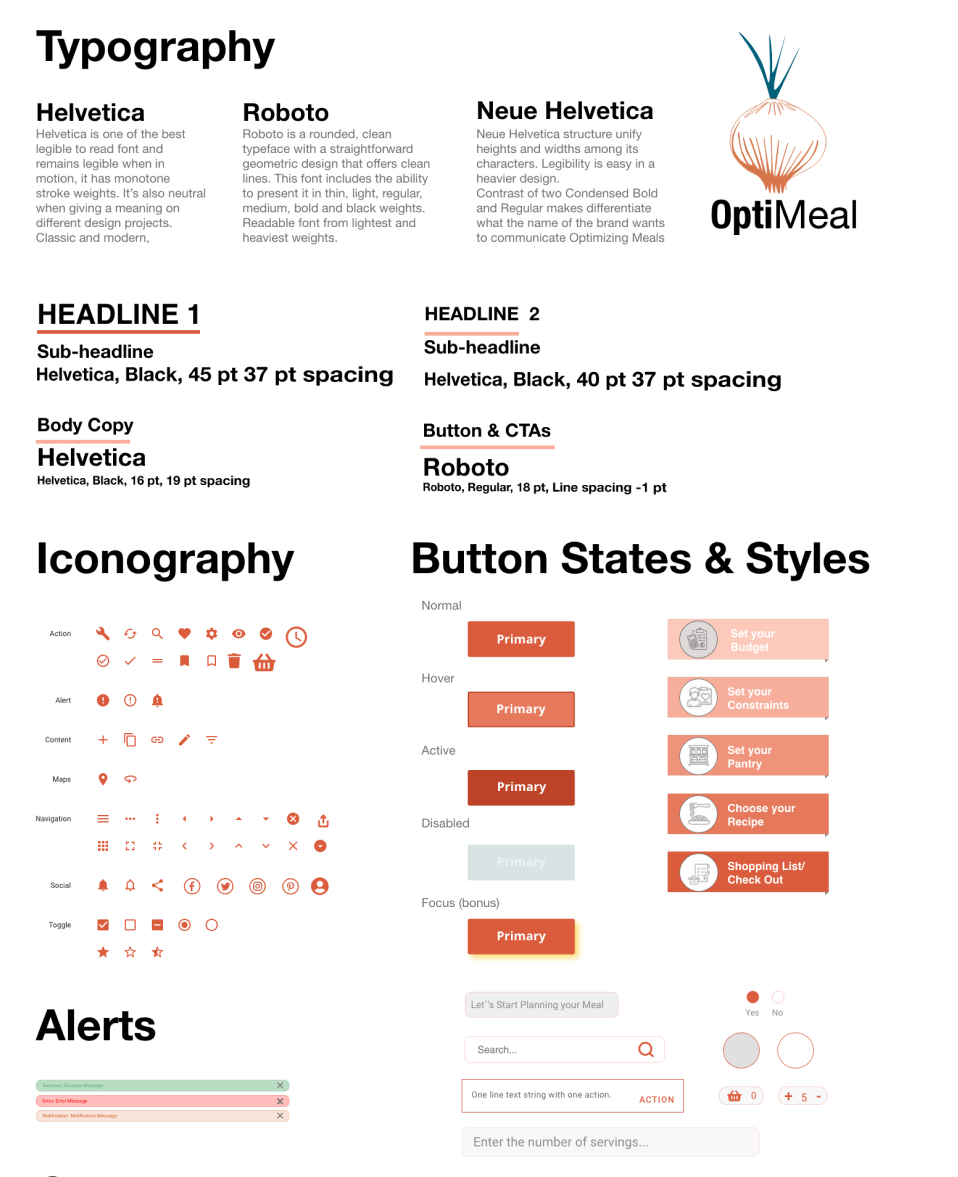 Typography
Helvetica
Helvetica is one of the best
legible to read font and
remains legible when in
motion, it has monotone
stroke weights. It's also neutral
when giving a meaning on
different design projects.
Classic and modern,
Roboto
Roboto is a rounded, clean
typeface with a straightforward
geometric design that offers clean
lines. This font includes the ability
to present it in thin, light, regular,
medium, bold and black weights.
Readable font from lightest and
heaviest weights.
Neue Helvetica
Neue Helvetica structure unify
heights and widths among its
characters. Legibility is easy in a
heavier design.
Contrast of two Condensed Bold
and Regular makes differentiate
what the name of the brand wants
to communicate Optimizing Meals
OptiMeal
HEADLINE 1
Sub-headline
Helvetica, Black, 45 pt 37 pt spacing
HEADLINE 2
Sub-headline
Helvetica, Black, 40 pt 37 pt spacing
Body Copy
Helvetica
Helvetica, Black, 16 pt, 19 pt spacing
Button & CTAs
Roboto
Roboto, Regular, 18 pt, Line spacing -1 pt
Iconography
Action
Alert
Content
Maps
Navigation
Social
Toggle
Button States & Styles
Normal
Primary
Hover
Primary
Active
Primary
Disabled
Primary
Focus (bonus)
Primary
Set your
Budget
Set your
Constraints
Set your
Pantry
Choose your
Recipe
Shopping List/
Check Out
Alerts
Success: Success Message
Error: Error Message
Notification: Notification Message
Let``s Start Planning your Meal
Search...
One line text string with one action.
ACTION
Enter the number of servings...
Yes No
0
+ 5 -